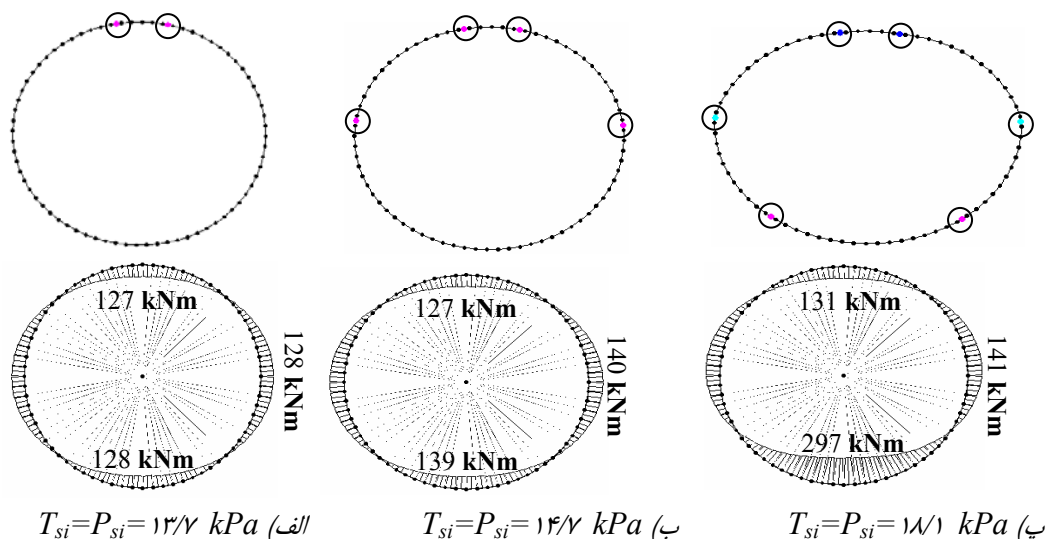 127 kNm
128 kNm
128 kNm
127 kNm
140 kNm
139 kNm
131 kNm
141 kNm
297 kNm
الف) T_si=P_si= ۱۳/۷ kPa
ب) T_si=P_si= ۱۴/۷ kPa
پ) T_si=P_si= ۱۸/۱ kPa